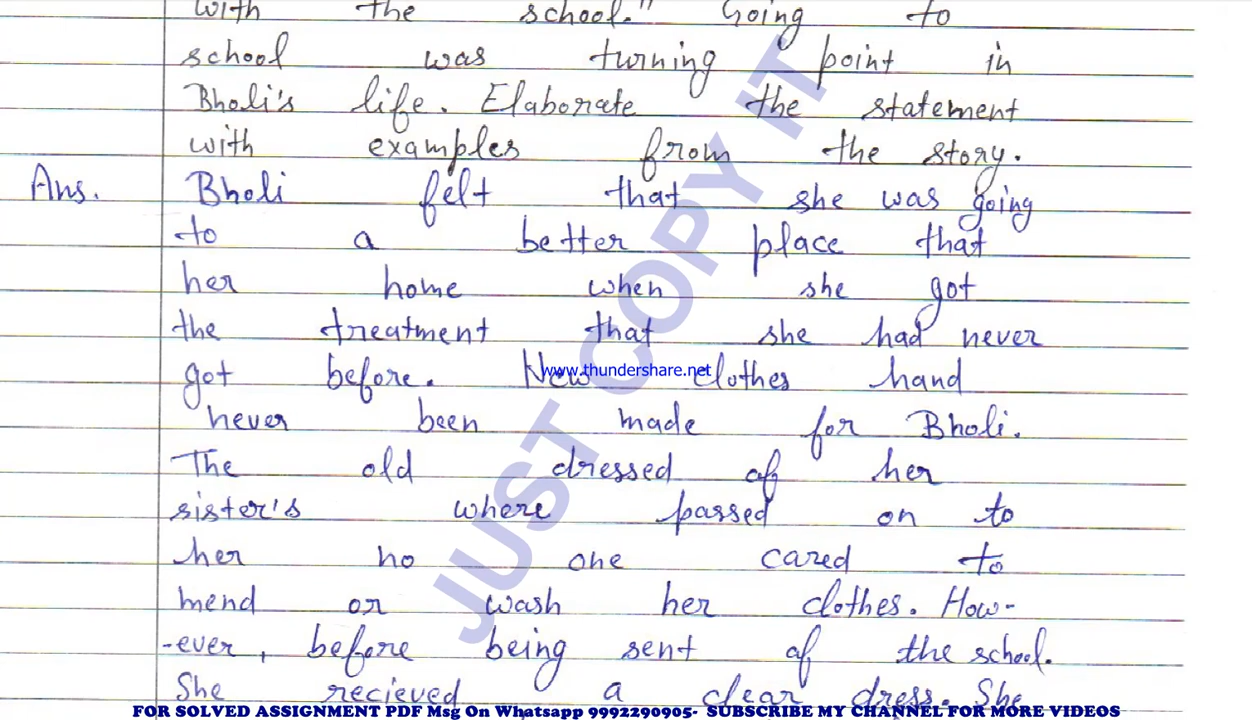 with the school." Going to
school was turning point in
Bholi's life. Elaborate the statement
with examples from the story.
Ans. Bholi felt that she was going
to a better place that
her home when she got
the treatment that she had never
got before. New clothes hand
never been made for Bholi.
The old dressed of her
sister's where passed on to
her no one cared to
mend or wash her clothes. How-
-ever, before being sent of the school.
She recieved a clear dress. She
JUST COPY IT
www.thundershare.net
FOR SOLVED ASSIGNMENT PDF Msg On Whatsapp 9992290905- SUBSCRIBE MY CHANNEL FOR MORE VIDEOS